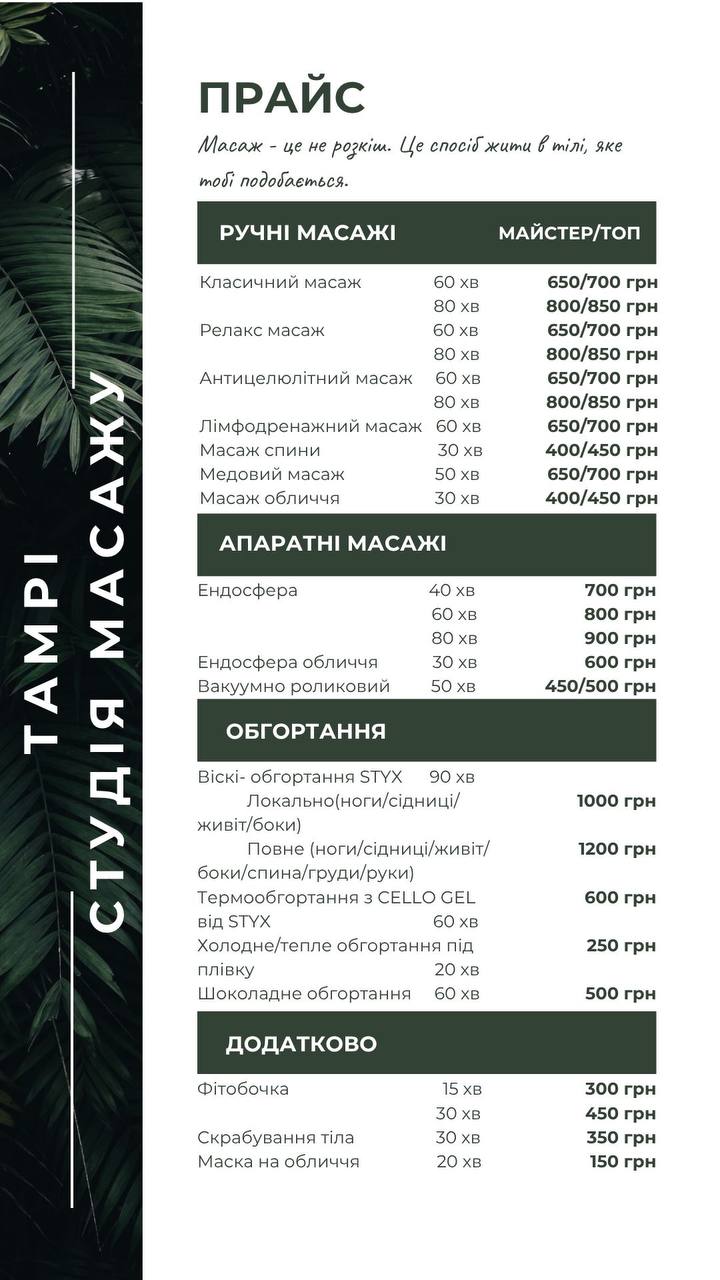 ТАМРІ
СТУДІЯ МАСАЖУ
ПРАЙС
Масаж - це не розкіш. Це спосіб жити в тілі, яке
тобі подобається.
РУЧНІ МАСАЖІ МАЙСТЕР/ТОП
Класичний масаж 60 хв 650/700 грн
80 хв 800/850 грн
Релакс масаж 60 хв 650/700 грн
80 хв 800/850 грн
Антицелюлітний масаж 60 хв 650/700 грн
80 хв 800/850 грн
Лімфодренажний масаж 60 хв 650/700 грн
Масаж спини 30 хв 400/450 грн
Медовий масаж 50 хв 650/700 грн
Масаж обличчя 30 хв 400/450 грн
АПАРАТНІ МАСАЖІ
Ендосфера 40 хв 700 грн
60 хв 800 грн
80 хв 900 грн
Ендосфера обличчя 30 хв 600 грн
Вакуумно роликовий 50 хв 450/500 грн
ОБГОРТАННЯ
Віскі- обгортання STYX 90 хв
Локально(ноги/сідниці/ 1000 грн
живіт/боки)
Повне (ноги/сідниці/живіт/ 1200 грн
боки/спина/груди/руки)
Термообгортання з CELLO GEL 600 грн
від STYX 60 хв
Холодне/тепле обгортання під 250 грн
плівку 20 хв
Шоколадне обгортання 60 хв 500 грн
ДОДАТКОВО
Фітобочка 15 хв 300 грн
30 хв 450 грн
Скрабування тіла 30 хв 350 грн
Маска на обличчя 20 хв 150 грн